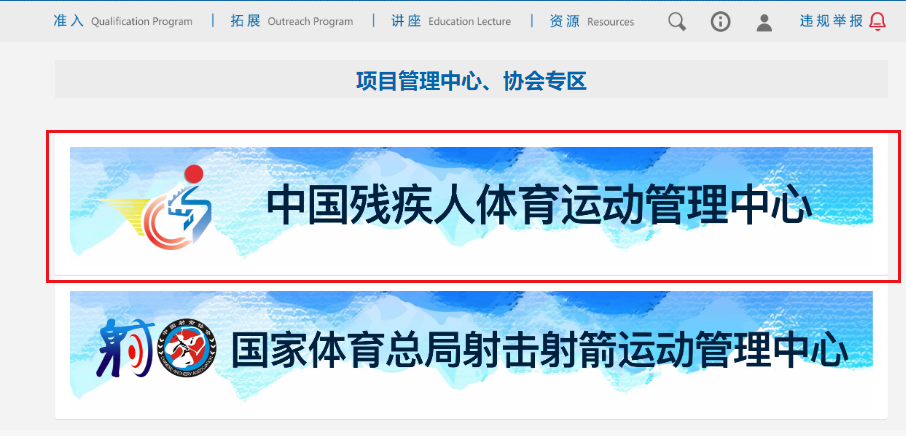 准入 Qualification Program | 拓展 Outreach Program | 讲座 Education Lecture | 资源 Resources 违规举报
项目管理中心、协会专区
中国残疾人体育运动管理中心
射 国家体育总局射击射箭运动管理中心